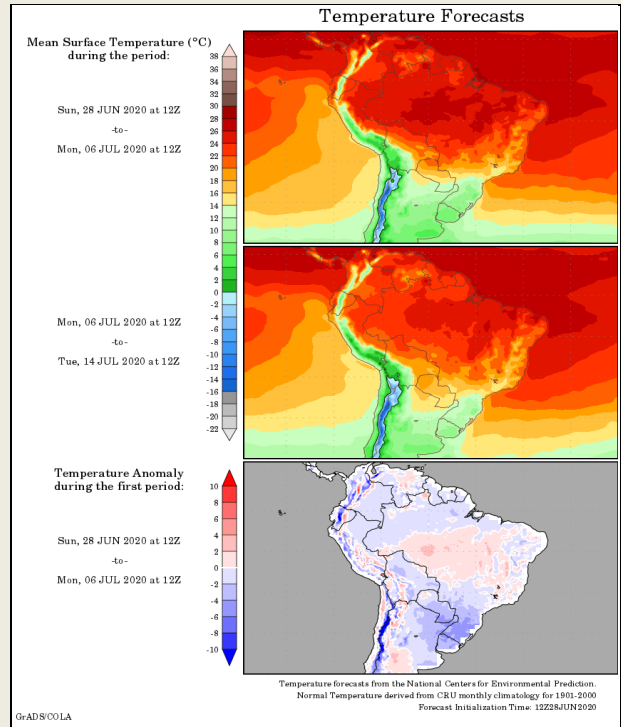 Temperature Forecasts
Mean Surface Temperature (°C)
during the period:
38
36
34
32
30
28
26
24
22
20
18
16
14
12
10
8
6
4
2
0
-2
-4
-6
-8
-10
-12
-14
-16
-18
-20
-22
Sun, 28 JUN 2020 at 12Z
-to-
Mon, 06 JUL 2020 at 12Z
Mon, 06 JUL 2020 at 12Z
-to-
Tue, 14 JUL 2020 at 12Z
Temperature Anomaly
during the first period:
10
8
6
4
2
0
-2
-4
-6
-8
-10
Sun, 28 JUN 2020 at 12Z
-to-
Mon, 06 JUL 2020 at 12Z
Temperature forecasts from the National Centers for Environmental Prediction.
Normal Temperature derived from CRU monthly climatology for 1901-2000
Forecast Initialization Time: 12Z28JUN2020
GrADS/COLA